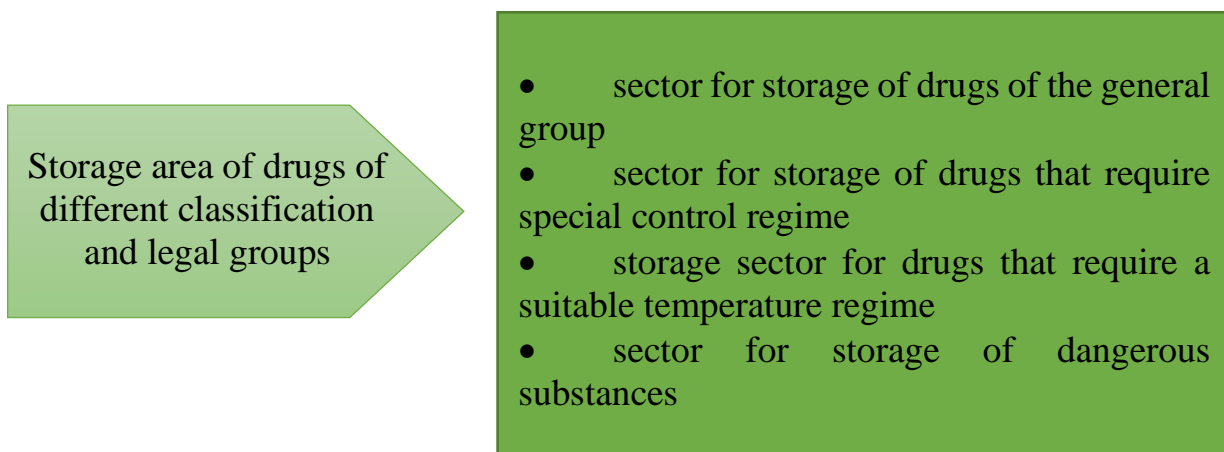 Storage area of drugs of
different classification
and legal groups
• sector for storage of drugs of the general
group
• sector for storage of drugs that require
special control regime
• storage sector for drugs that require a
suitable temperature regime
• sector for storage of dangerous
substances